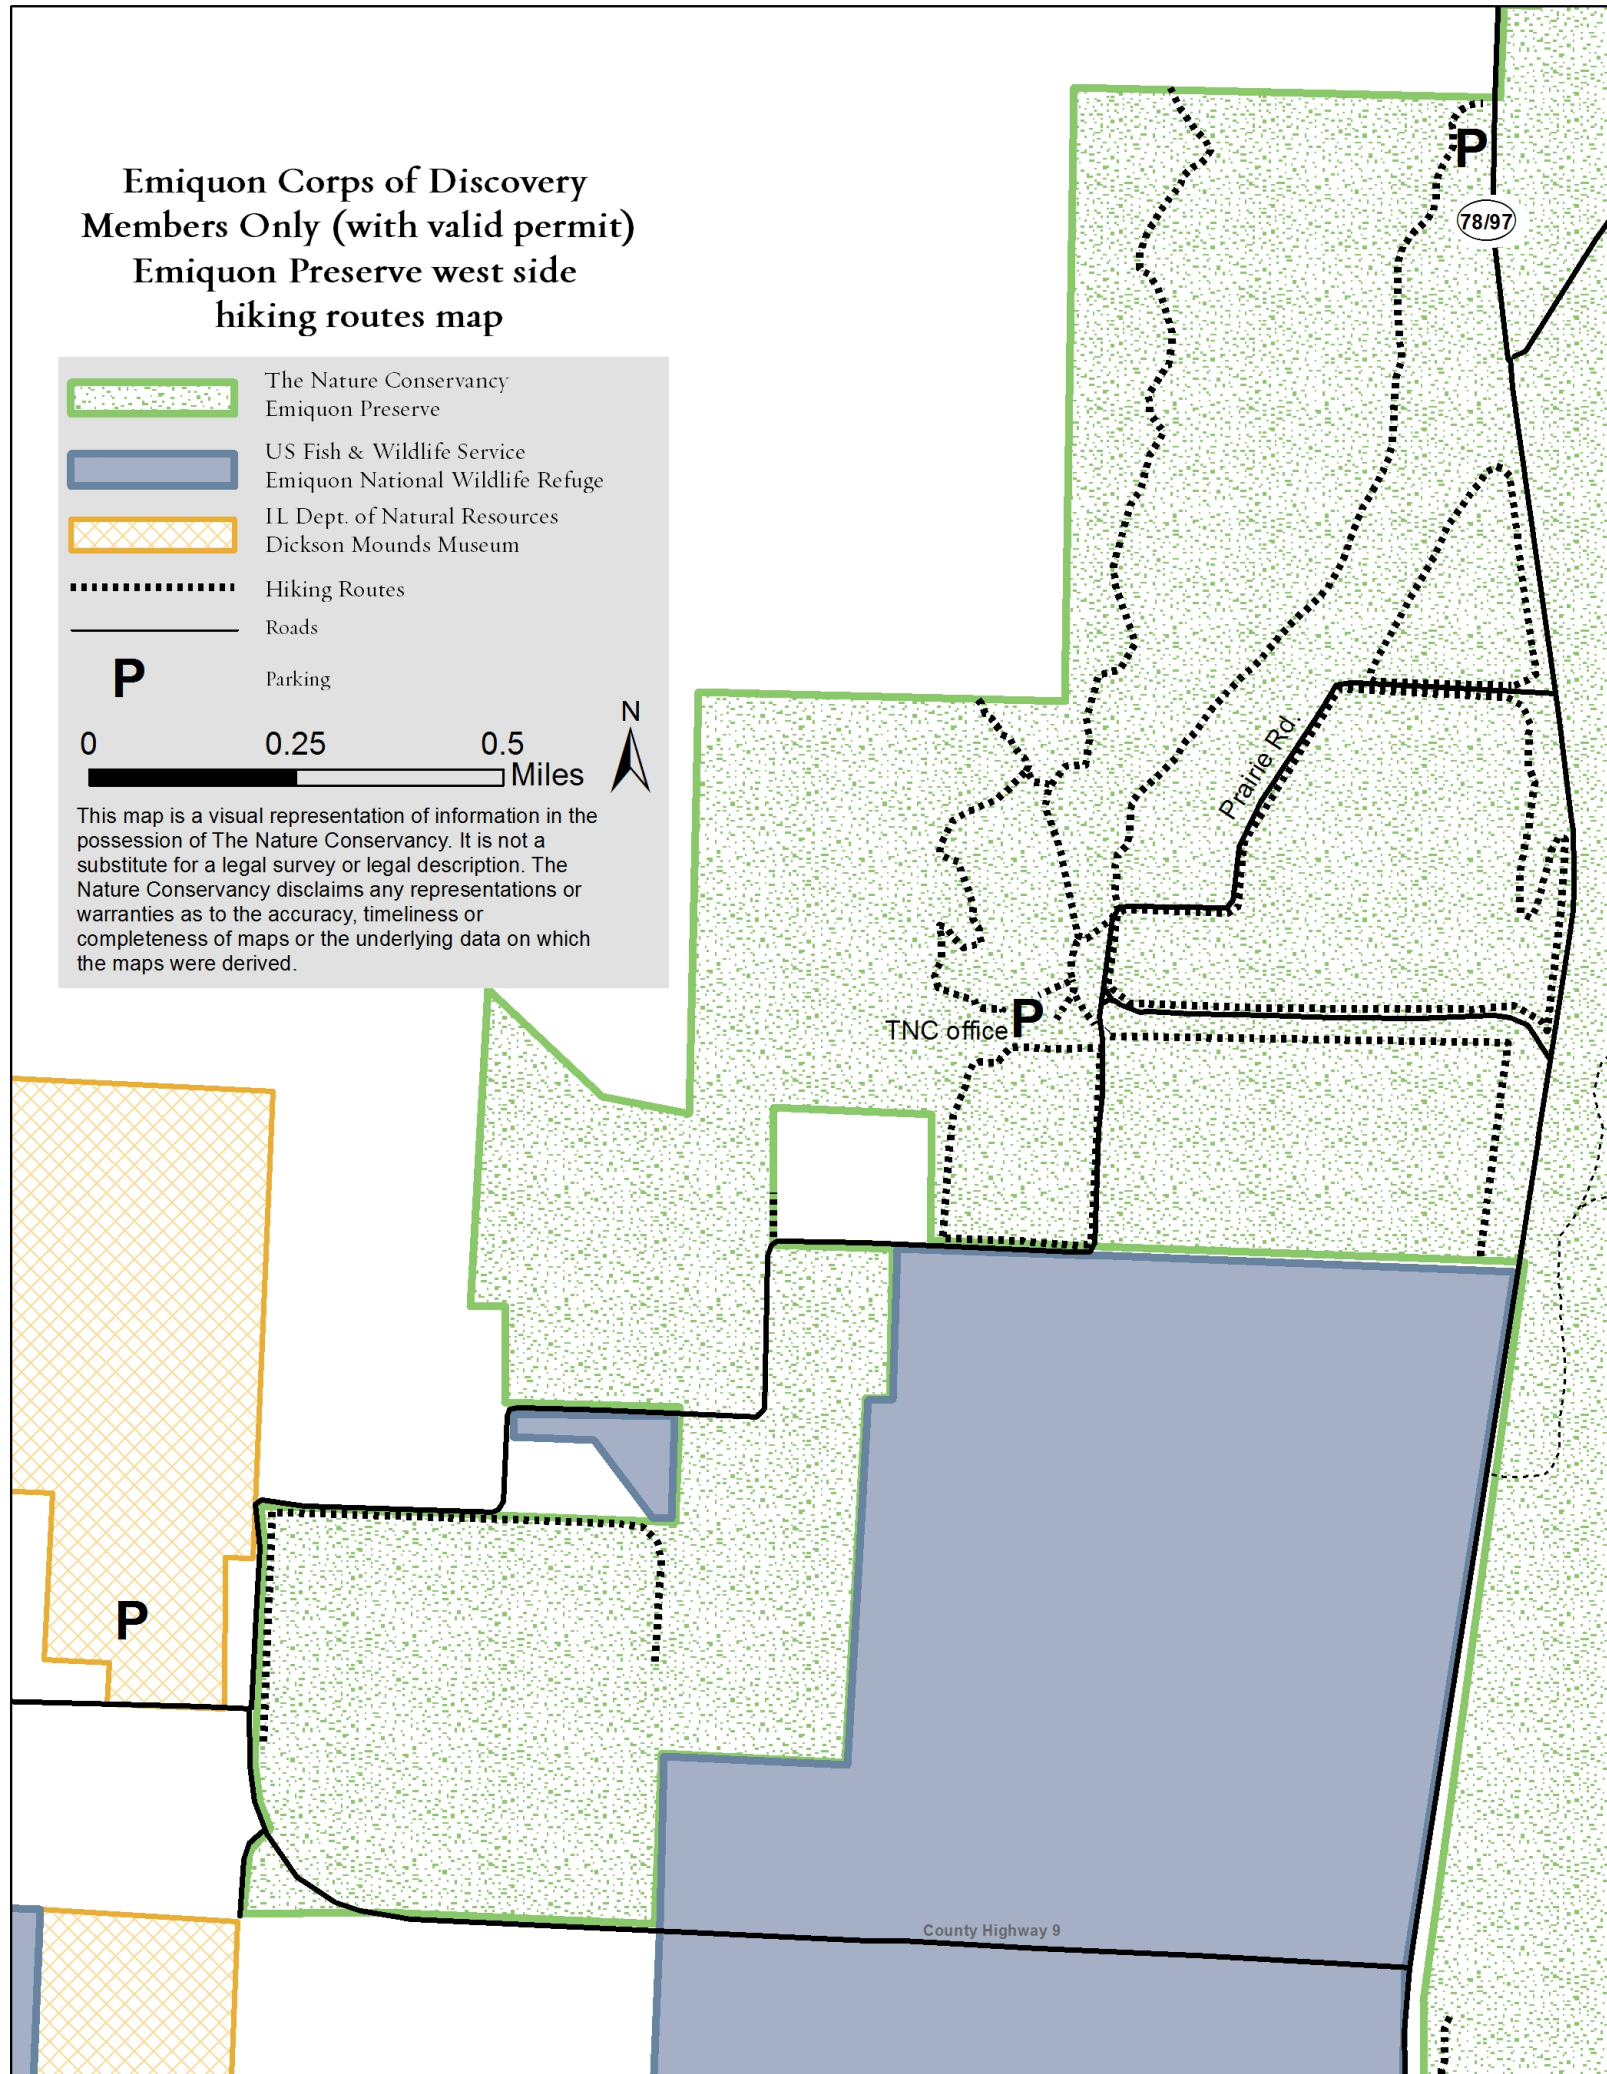 Emiquon Corps of Discovery
Members Only (with valid permit)
Emiquon Preserve west side
hiking routes map
The Nature Conservancy
Emiquon Preserve
US Fish & Wildlife Service
Emiquon National Wildlife Refuge
IL Dept. of Natural Resources
Dickson Mounds Museum
Hiking Routes
Roads
P
Parking
N
0 0.25 0.5
Miles
This map is a visual representation of information in the
possession of The Nature Conservancy. It is not a
substitute for a legal survey or legal description. The
Nature Conservancy disclaims any representations or
warranties as to the accuracy, timeliness or
completeness of maps or the underlying data on which
the maps were derived.
P
78/97
Prairie Rd.
TNC office
P
P
County Highway 9